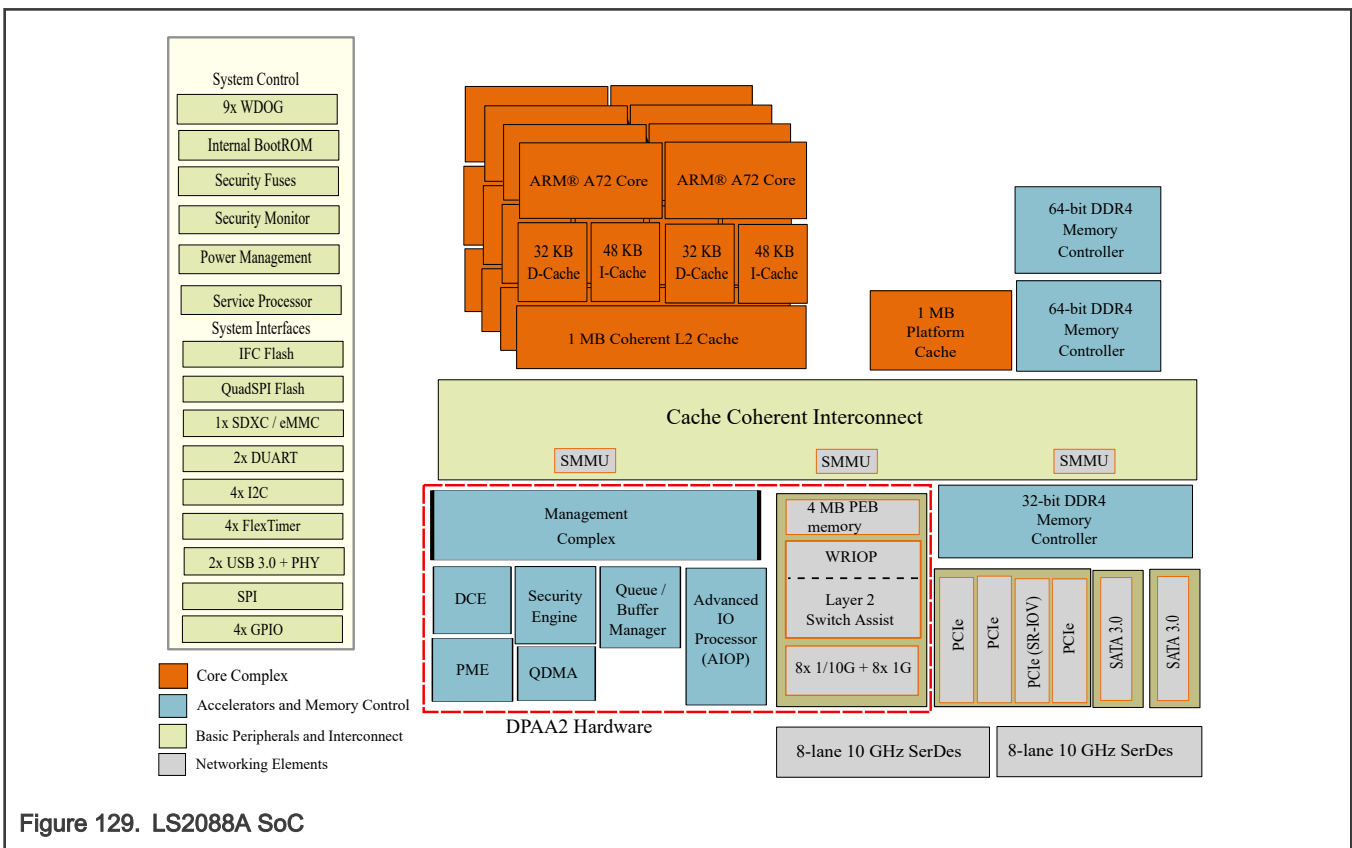 System Control
9x WDOG
Internal BootROM
Security Fuses
Security Monitor
Power Management
Service Processor
System Interfaces
IFC Flash
QuadSPI Flash
1x SDXC / eMMC
2x DUART
4x I2C
4x FlexTimer
2x USB 3.0 + PHY
SPI
4x GPIO
Core Complex
Accelerators and Memory Control
Basic Peripherals and Interconnect
Networking Elements
ARM® A72 Core
ARM® A72 Core
32 KB
D-Cache
48 KB
I-Cache
32 KB
D-Cache
48 KB
I-Cache
1 MB Coherent L2 Cache
64-bit DDR4
Memory
Controller
1 MB
Platform
Cache
64-bit DDR4
Memory
Controller
Cache Coherent Interconnect
SMMU
SMMU
SMMU
Management
Complex
DCE
Security
Engine
Queue /
Buffer
Manager
Advanced
IO
Processor
(AIOP)
PME
QDMA
4 MB PEB
memory
WRIOP
Layer 2
Switch Assist
8x 1/10G + 8x 1G
32-bit DDR4
Memory
Controller
PCIe
PCIe
PCIe (SR-IOV)
PCIe
SATA 3.0
SATA 3.0
DPAA2 Hardware
8-lane 10 GHz SerDes
8-lane 10 GHz SerDes
Figure 129. LS2088A SoC